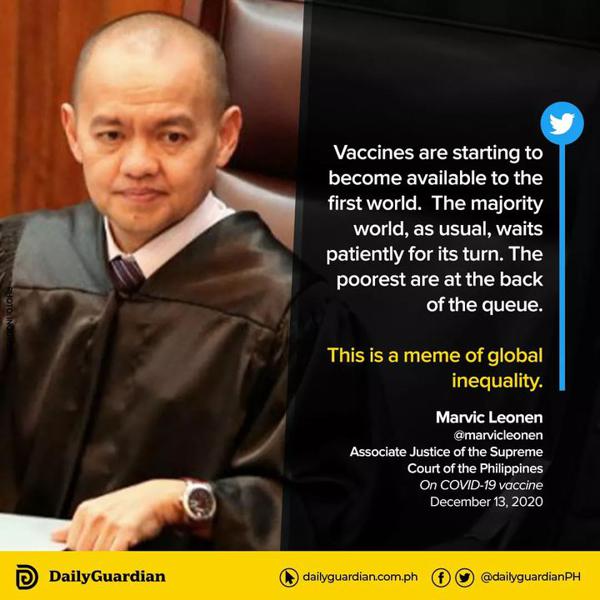 Vaccines are starting to
become available to the
first world. The majority
world, as usual, waits
patiently for its turn. The
poorest are at the back
of the queue.
This is a meme of global
inequality.
Marvic Leonen
@marvicleonen
Associate Justice of the Supreme
Court of the Philippines
On COVID-19 vaccine
December 13, 2020
DailyGuardian
dailyguardian.com.ph
@dailyguardianPH